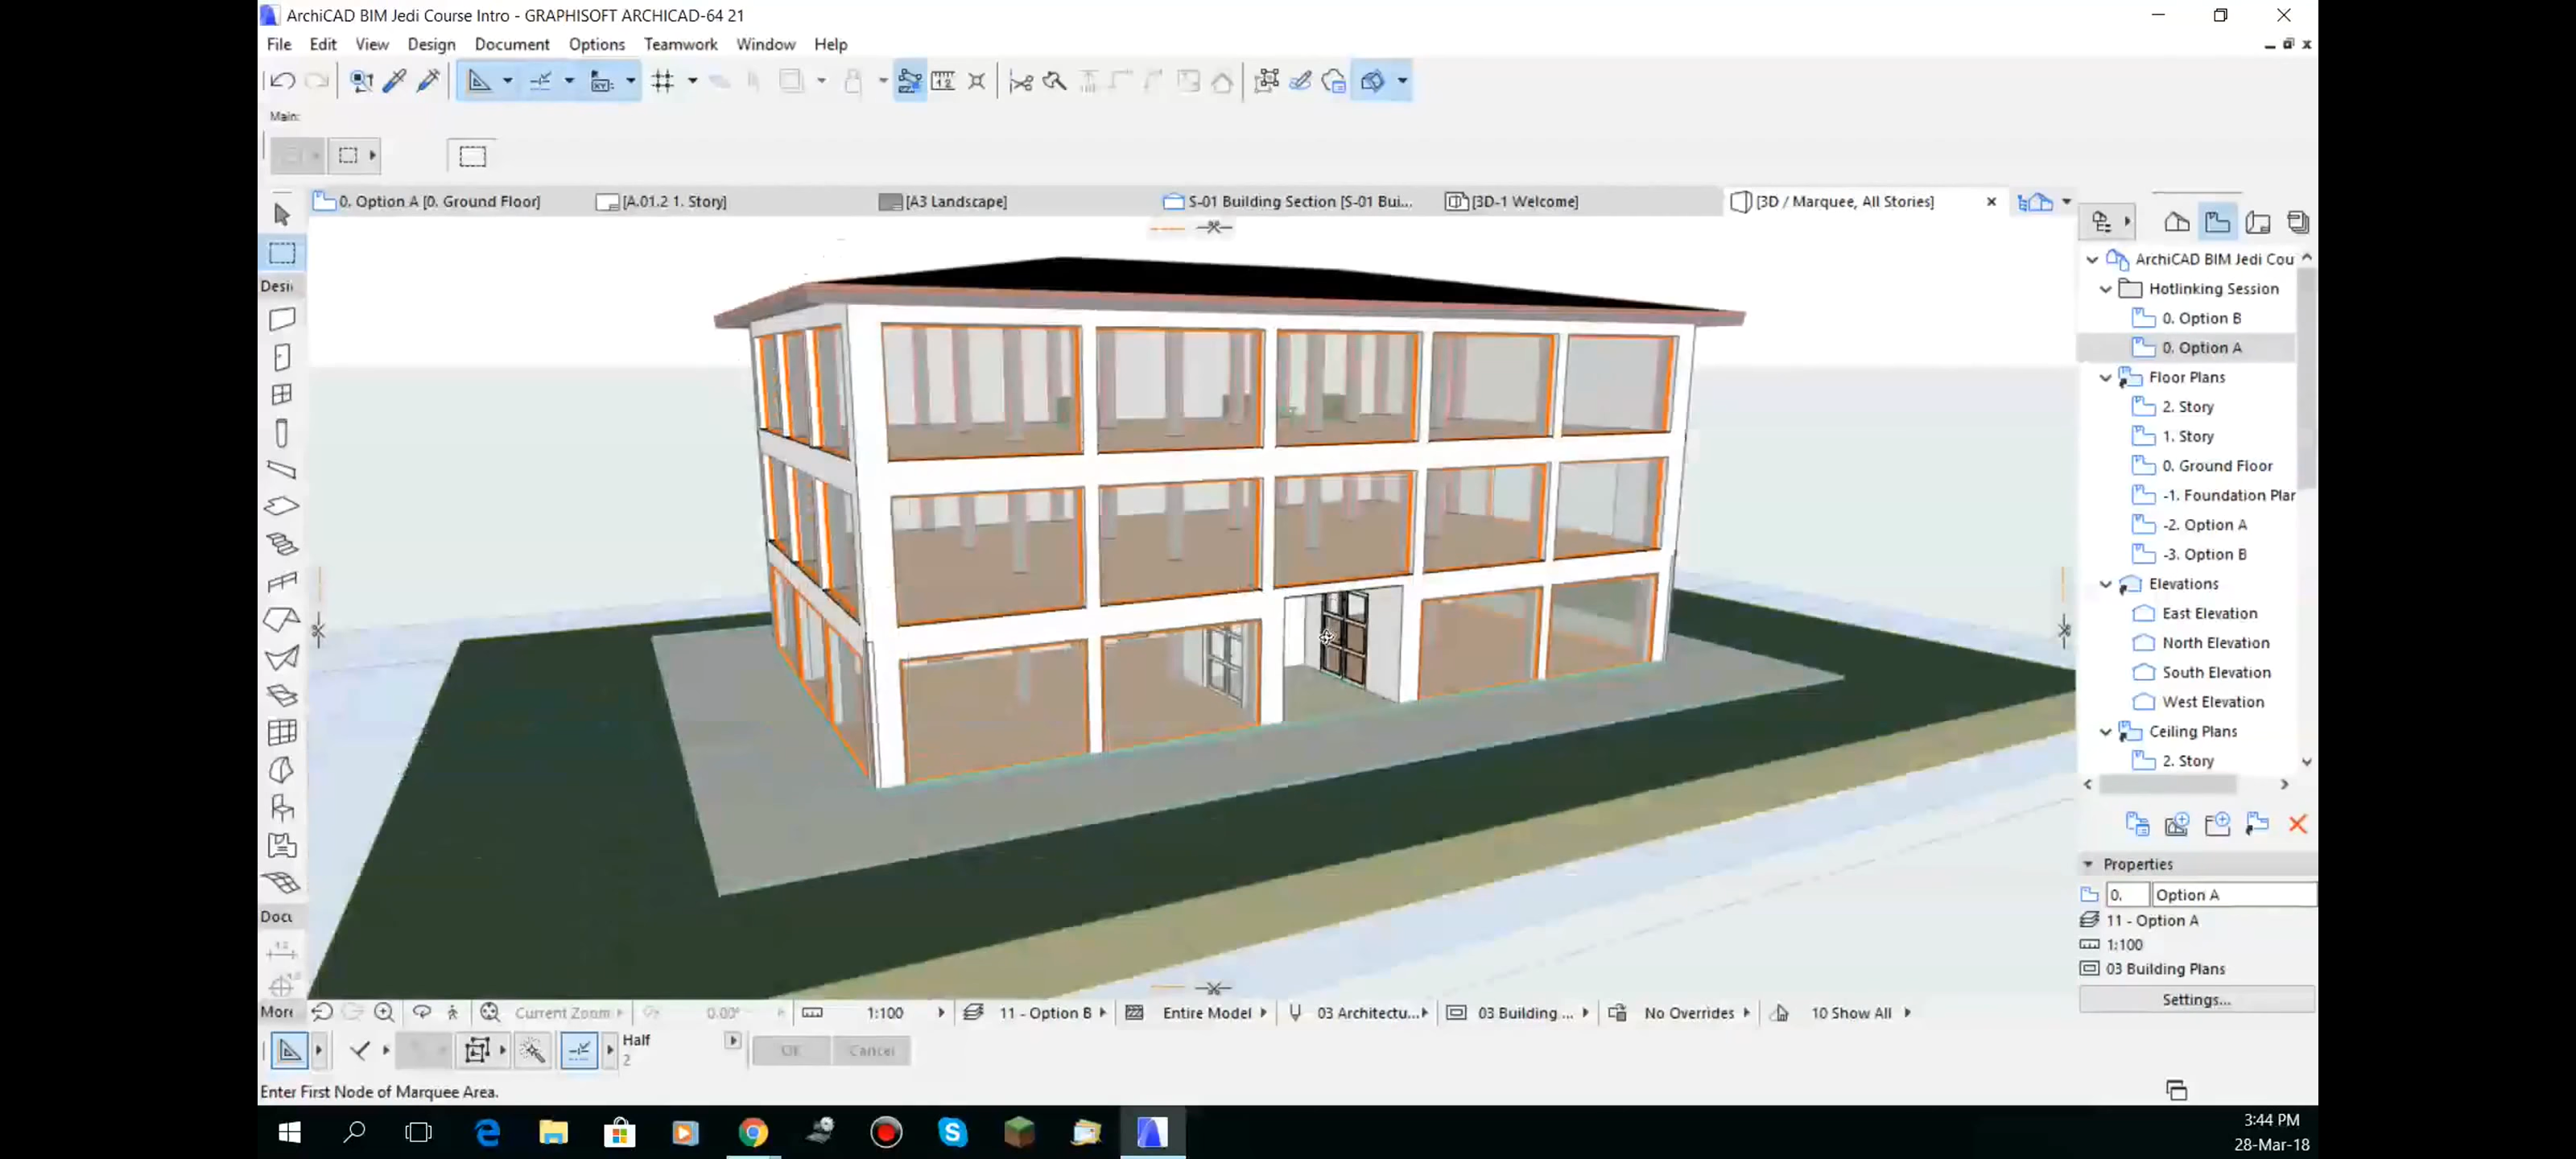 ArchiCAD BIM Jedi Course Intro - GRAPHISOFT ARCHICAD-64 21
File Edit View Design Document Options Teamwork Window Help
Main:
0. Option A [0. Ground Floor]
[A.01.2 1. Story]
[A3 Landscape]
S-01 Building Section [S-01 Bui...
[3D-1 Welcome]
[3D / Marquee, All Stories]
Desi
ArchiCAD BIM Jedi Cou
Hotlinking Session
0. Option B
0. Option A
Floor Plans
2. Story
1. Story
0. Ground Floor
-1. Foundation Plar
-2. Option A
-3. Option B
Elevations
East Elevation
North Elevation
South Elevation
West Elevation
Ceiling Plans
2. Story
Properties
0. Option A
11 - Option A
1:100
03 Building Plans
Settings...
Docu
More
Current Zoom
0.00°
1:100
11 - Option B
Entire Model
03 Architectu...
03 Building ...
No Overrides
10 Show All
Half
2
OK
Cancel
Enter First Node of Marquee Area.
3:44 PM
28-Mar-18